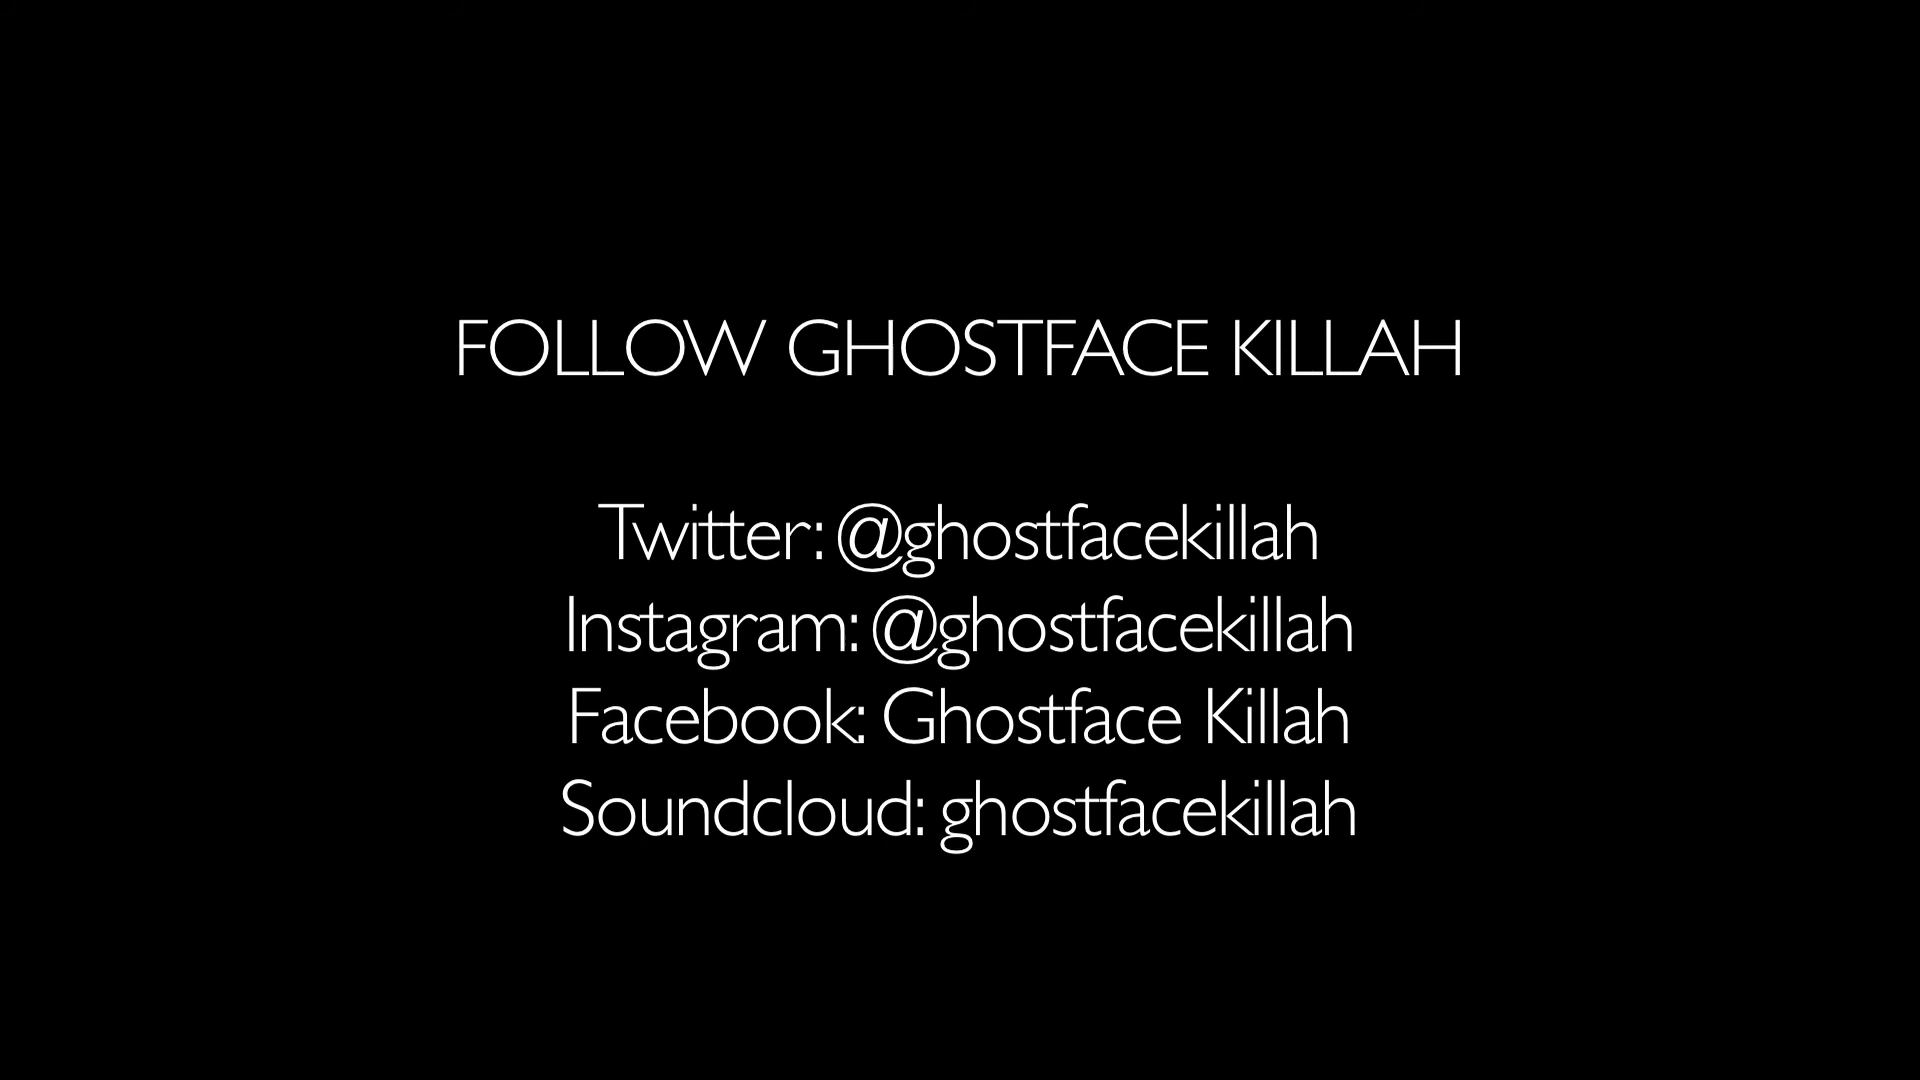 FOLLOW GHOSTFACE KILLAH
Twitter: @ghostfacekillah
Instagram: @ghostfacekillah
Facebook: Ghostface Killah
Soundcloud: ghostfacekillah